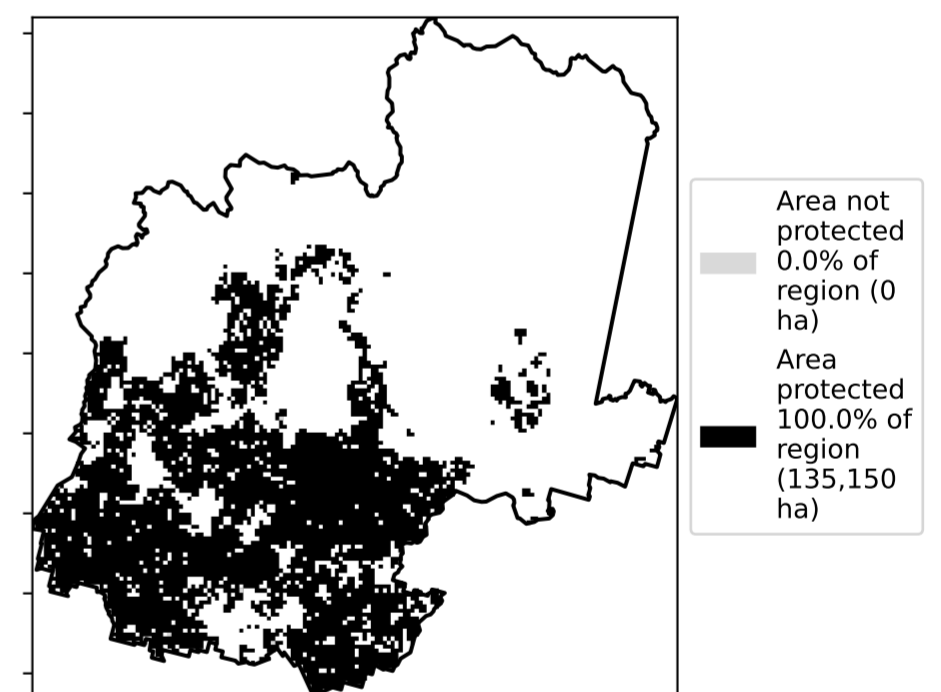 Area not
protected
0.0% of
region (0
ha)
Area
protected
100.0% of
region
(135,150
ha)